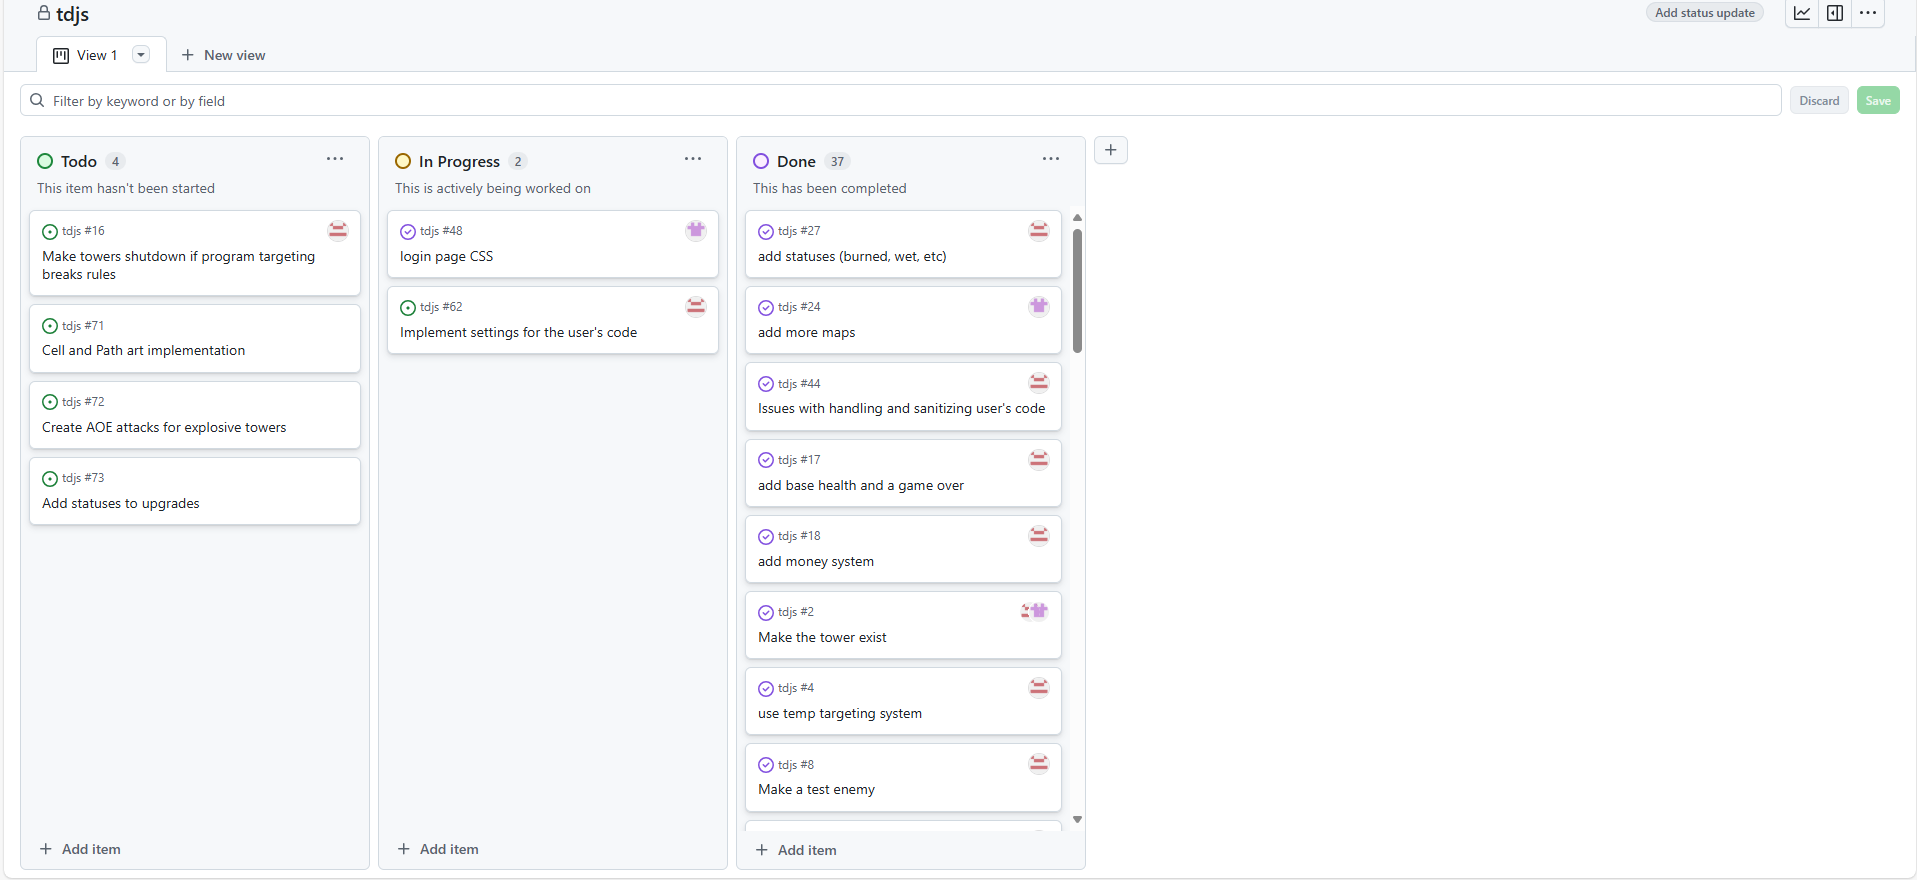 tdjs
Add status update
View 1
New view
Filter by keyword or by field
Discard
Save
Todo 4
This item hasn't been started
tdjs #16
Make towers shutdown if program targeting
breaks rules
tdjs #71
Cell and Path art implementation
tdjs #72
Create AOE attacks for explosive towers
tdjs #73
Add statuses to upgrades
Add item
In Progress 2
This is actively being worked on
tdjs #48
login page CSS
tdjs #62
Implement settings for the user's code
Add item
Done 37
This has been completed
tdjs #27
add statuses (burned, wet, etc)
tdjs #24
add more maps
tdjs #44
Issues with handling and sanitizing user's code
tdjs #17
add base health and a game over
tdjs #18
add money system
tdjs #2
Make the tower exist
tdjs #4
use temp targeting system
tdjs #8
Make a test enemy
Add item